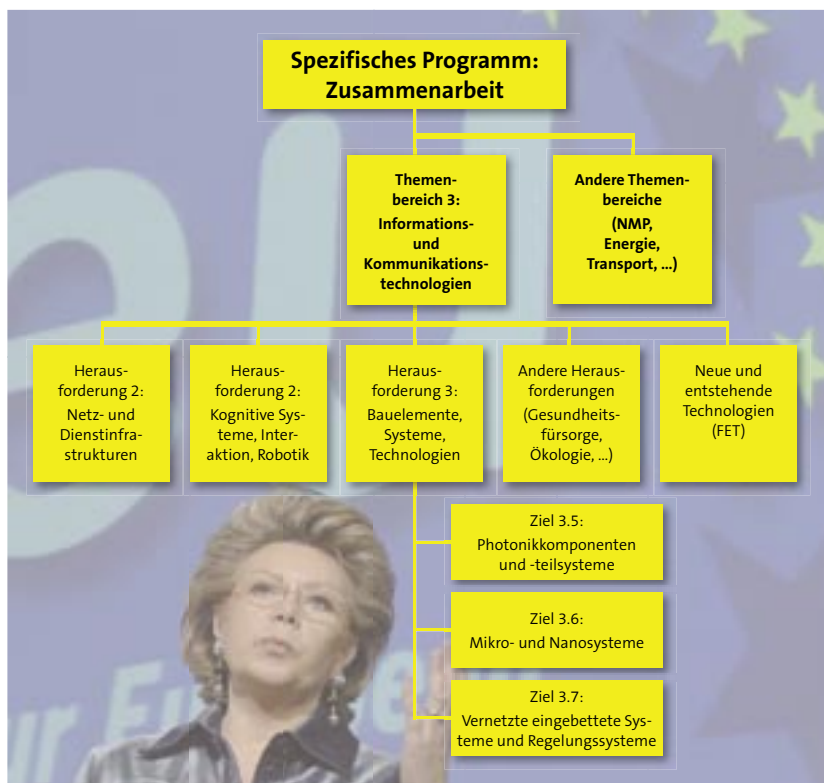 Spezifisches Programm:
Zusammenarbeit
Themen-
bereich 3:
Informations-
und
Kommunikations-
technologien
Andere Themen-
bereiche
(NMP,
Energie,
Transport, ...)
Heraus-
forderung 2:
Netz- und
Dienstinfra-
strukturen
Heraus-
forderung 2:
Kognitive Sys-
teme, Inter-
aktion, Robotik
Heraus-
forderung 3:
Bauelemente,
Systeme,
Technologien
Andere Heraus-
forderungen
(Gesundheits-
fürsorge,
Ökologie, ...)
Neue und
entstehende
Technologien
(FET)
Ziel 3.5:
Photonikkomponenten
und -teilsysteme
Ziel 3.6:
Mikro- und Nanosysteme
Ziel 3.7:
Vernetzte eingebettete Sys-
teme und Regelungssysteme
eU